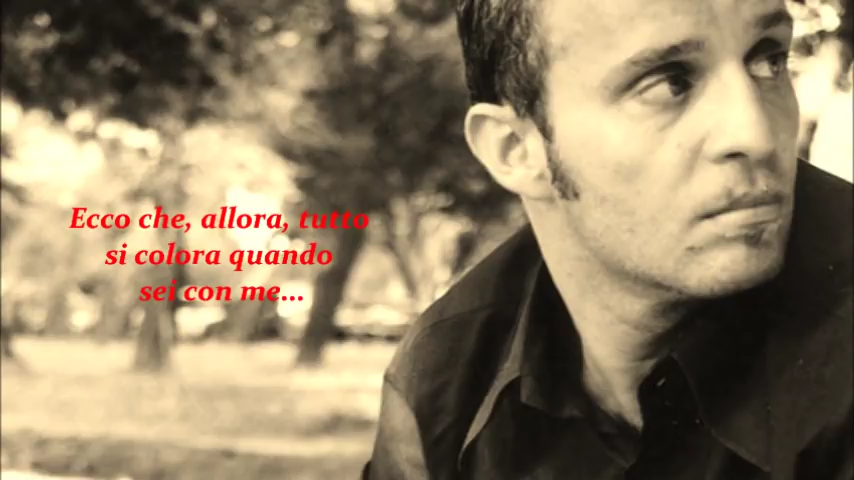 Ecco che, allora, tutto
si colora quando
sei con me...